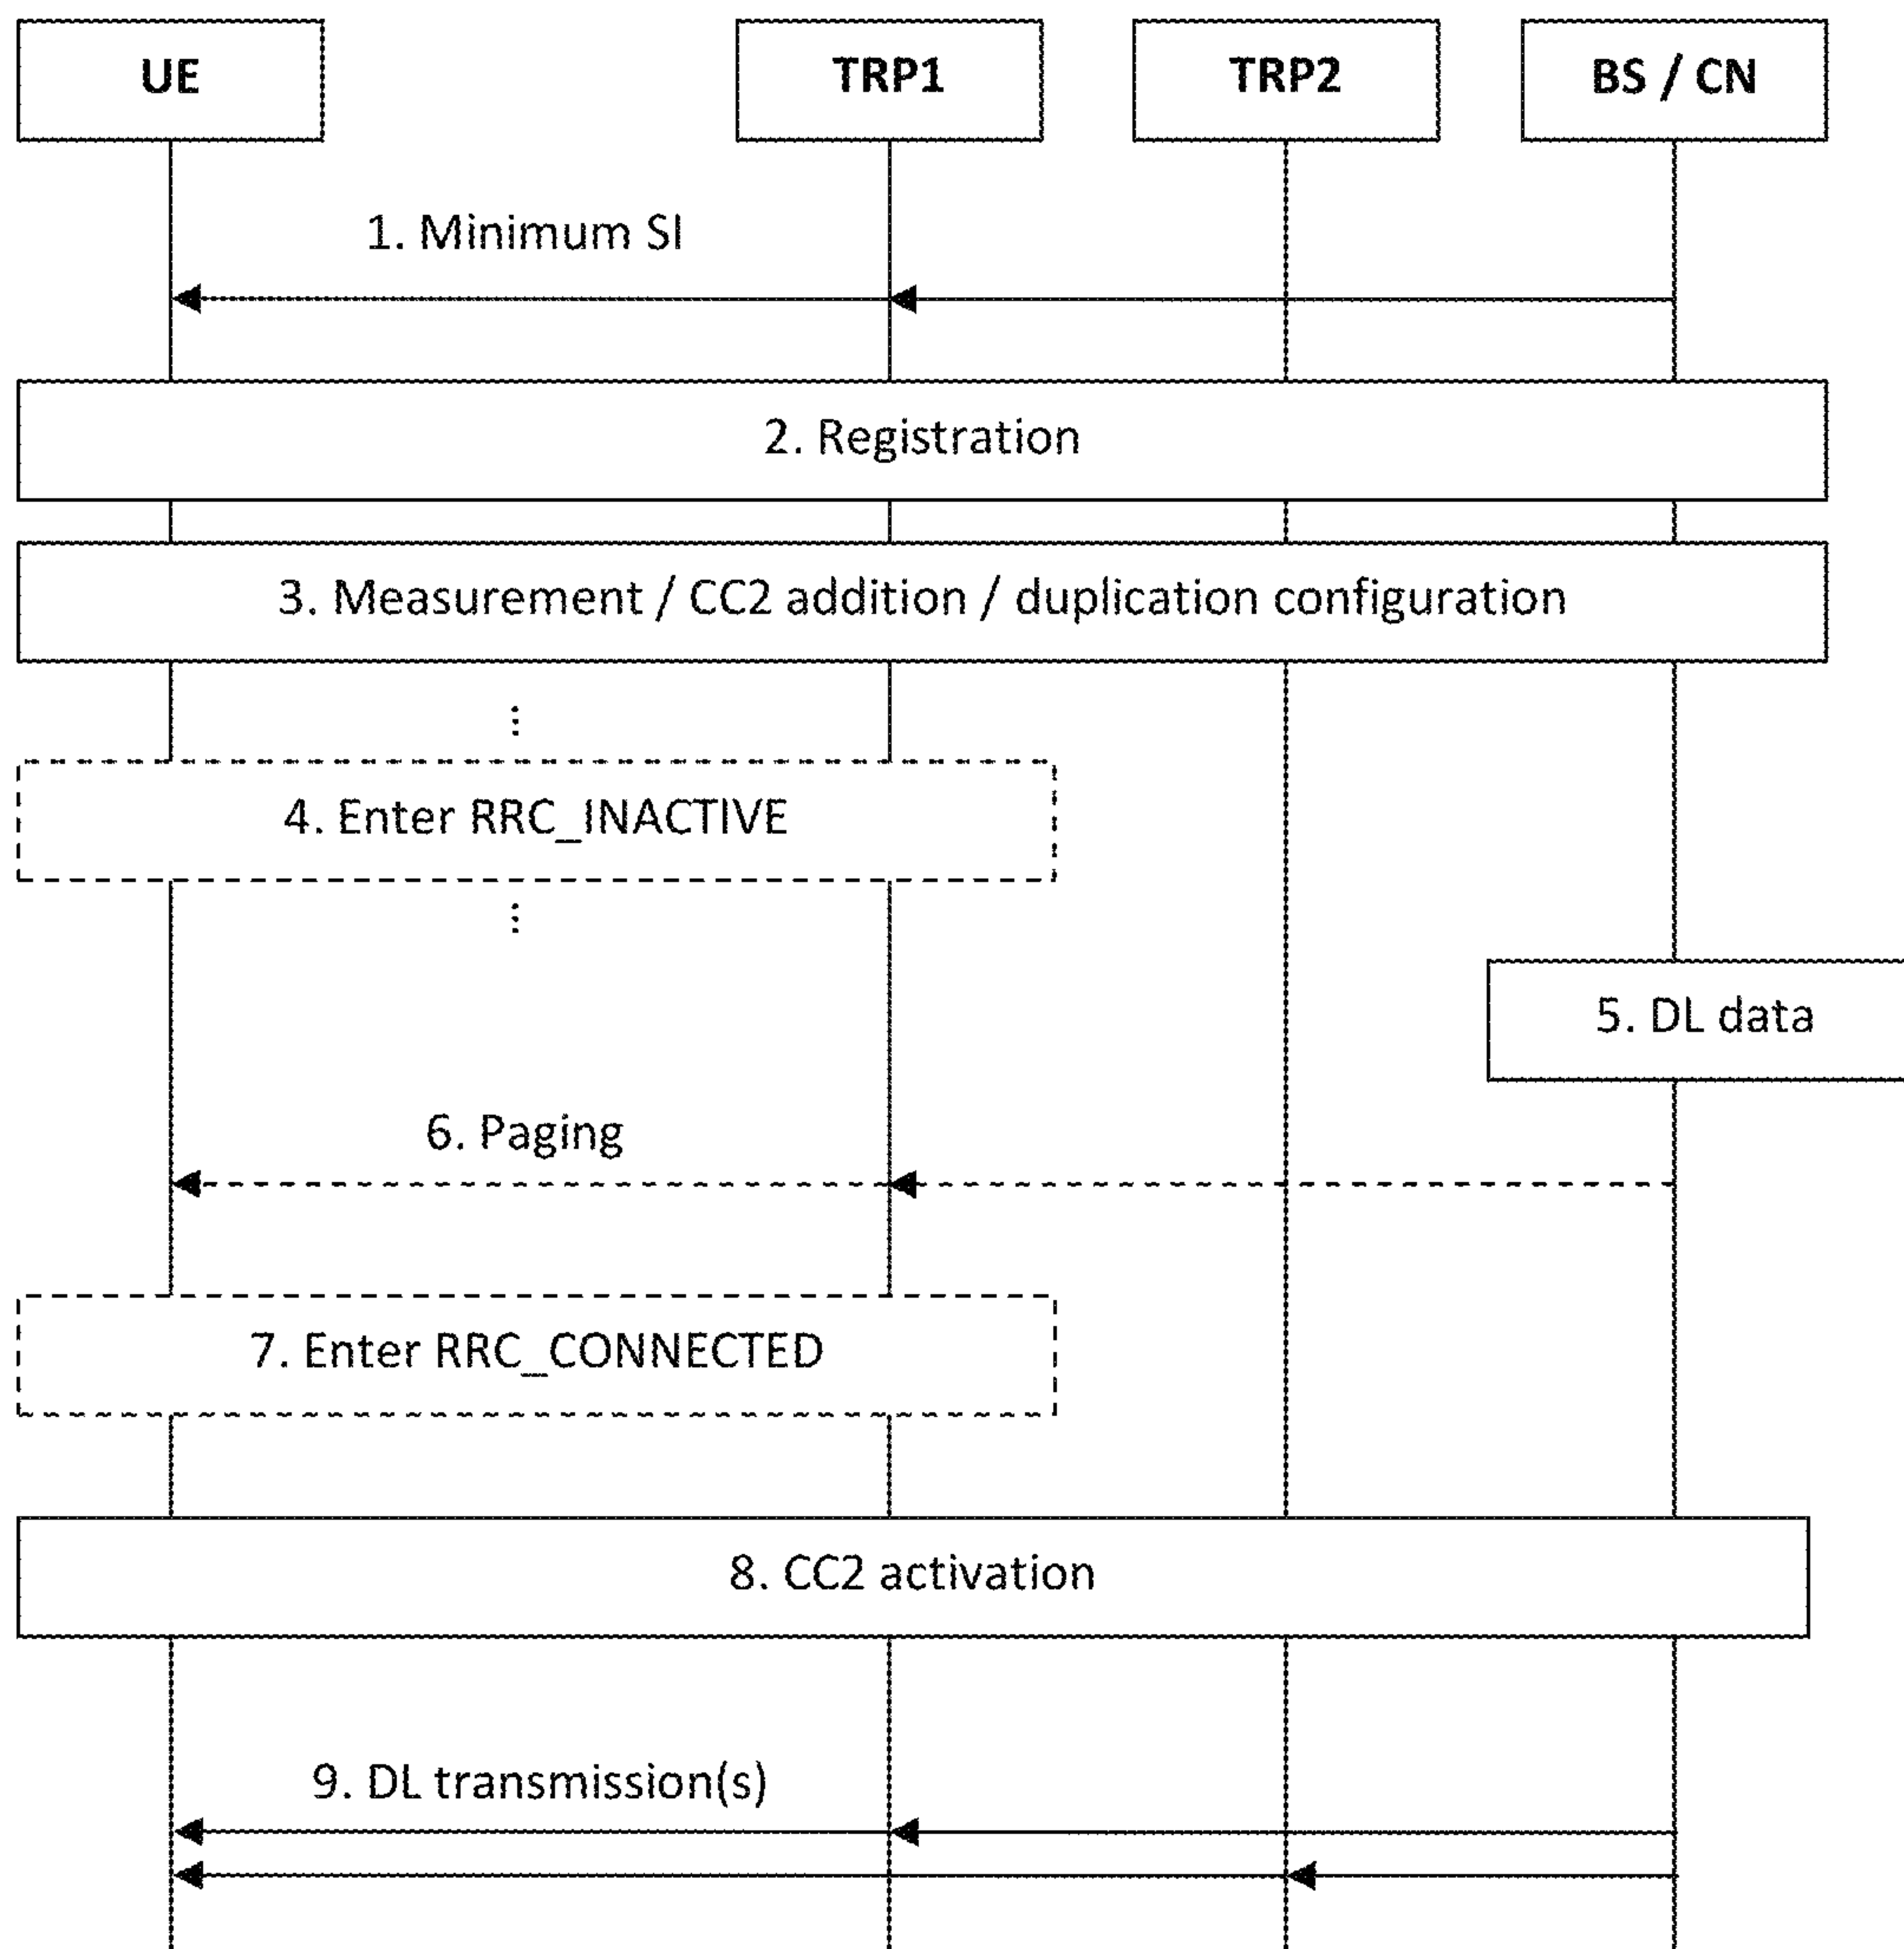 UE
TRP1
TRP2
BS / CN
1. Minimum SI
2. Registration
3. Measurement / CC2 addition / duplication configuration
⋮
4. Enter RRC_INACTIVE
⋮
5. DL data
6. Paging
7. Enter RRC_CONNECTED
8. CC2 activation
9. DL transmission(s)